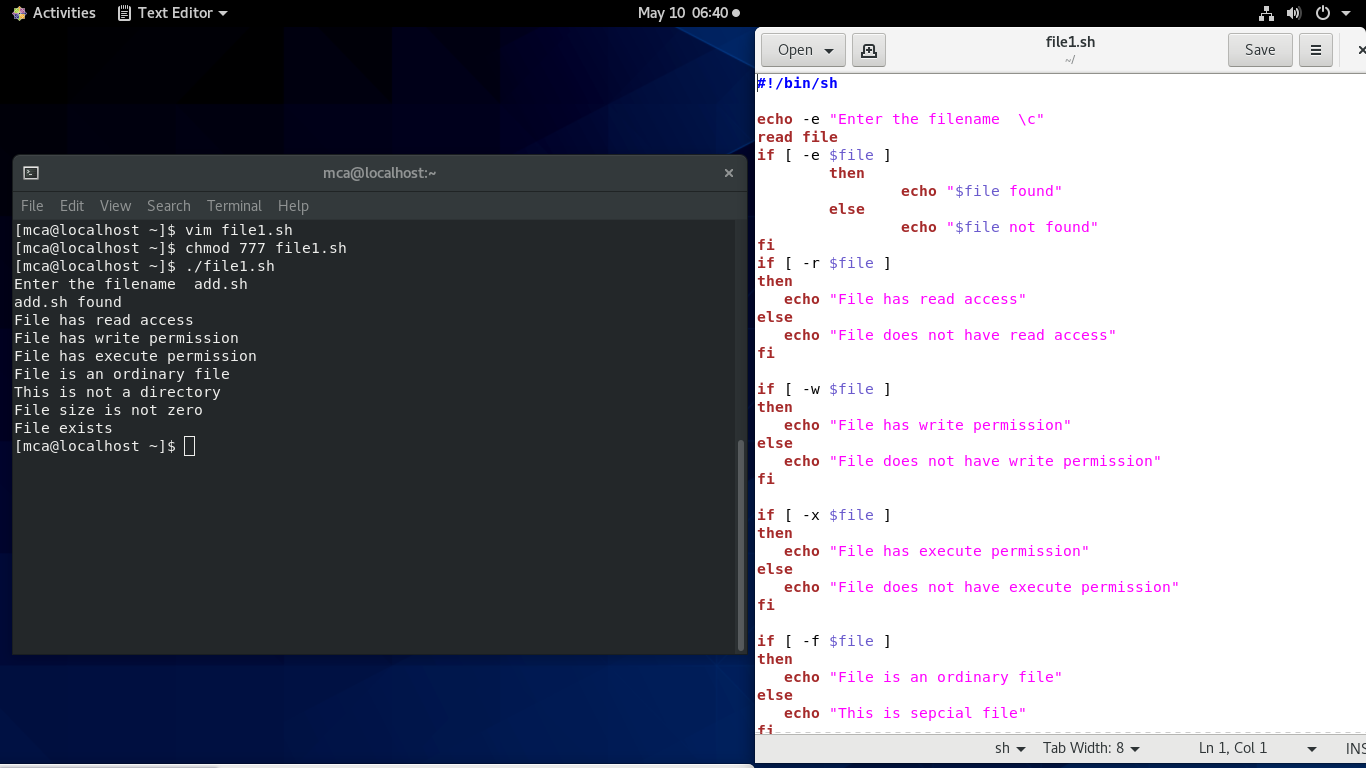 Activities Text Editor May 10 06:40
Open file1.sh Save
~/
mca@localhost:~
File Edit View Search Terminal Help
[mca@localhost ~]$ vim file1.sh
[mca@localhost ~]$ chmod 777 file1.sh
[mca@localhost ~]$ ./file1.sh
Enter the filename  add.sh
add.sh found
File has read access
File has write permission
File has execute permission
File is an ordinary file
This is not a directory
File size is not zero
File exists
[mca@localhost ~]$
#!/bin/sh
echo -e "Enter the filename  \c"
read file
if [ -e $file ]
then
echo "$file found"
else
echo "$file not found"
fi
if [ -r $file ]
then
echo "File has read access"
else
echo "File does not have read access"
fi
if [ -w $file ]
then
echo "File has write permission"
else
echo "File does not have write permission"
fi
if [ -x $file ]
then
echo "File has execute permission"
else
echo "File does not have execute permission"
fi
if [ -f $file ]
then
echo "File is an ordinary file"
else
echo "This is sepcial file"
fi
sh Tab Width: 8 Ln 1, Col 1 INS